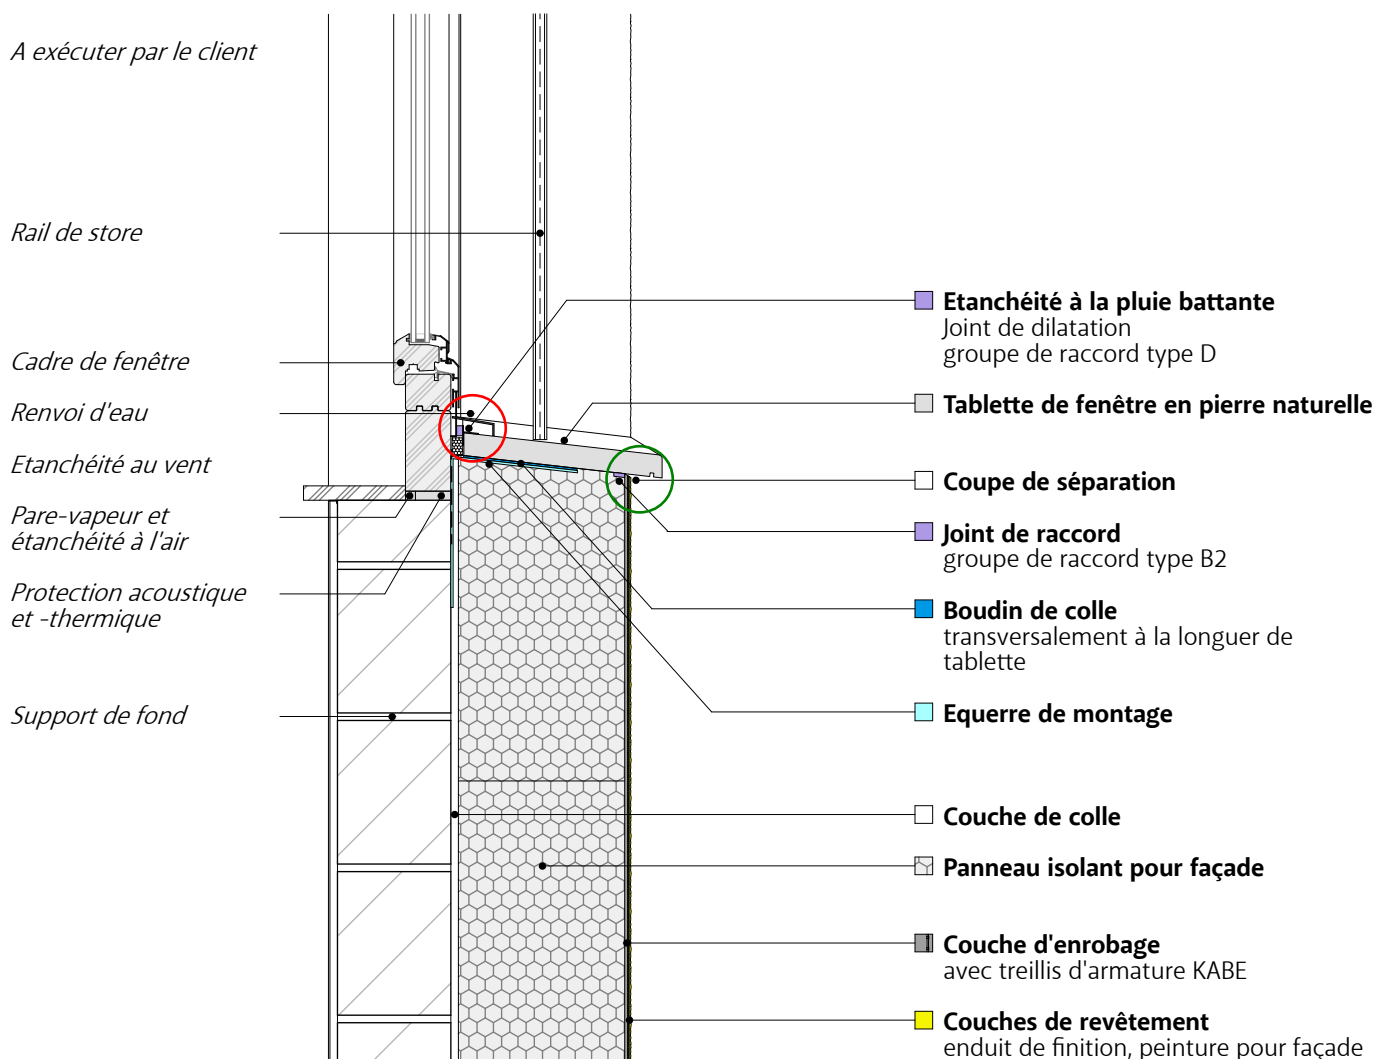 A exécuter par le client
Rail de store
Cadre de fenêtre
Renvoi d'eau
Etanchéité au vent
Pare-vapeur et
étanchéité à l'air
Protection acoustique
et -thermique
Support de fond
Etanchéité à la pluie battante
Joint de dilatation
groupe de raccord type D
Tablette de fenêtre en pierre naturelle
Coupe de séparation
Joint de raccord
groupe de raccord type B2
Boudin de colle
transversalement à la longuer de
tablette
Equerre de montage
Couche de colle
Panneau isolant pour façade
Couche d'enrobage
avec treillis d'armature KABE
Couches de revêtement
enduit de finition, peinture pour façade